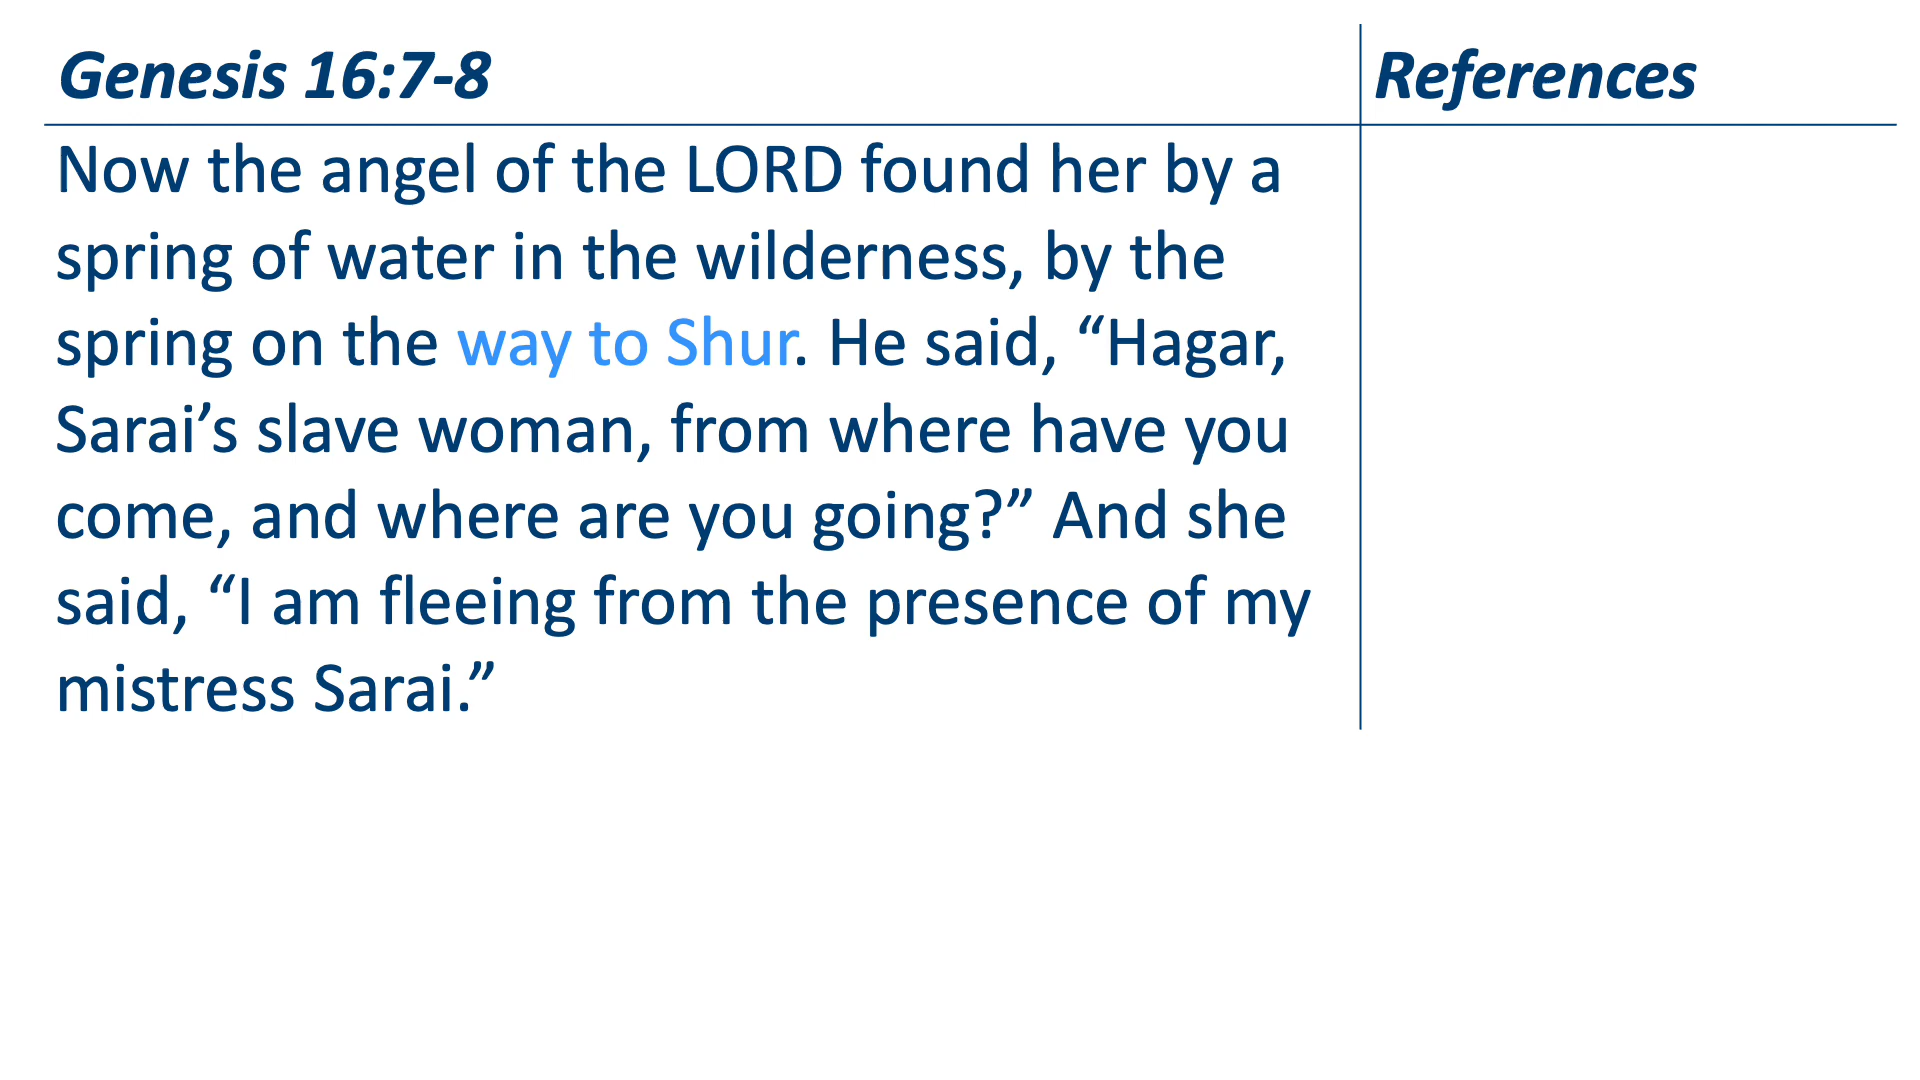 Genesis 16:7-8
References
Now the angel of the LORD found her by a
spring of water in the wilderness, by the
spring on the way to Shur. He said, “Hagar,
Sarai’s slave woman, from where have you
come, and where are you going?” And she
said, “I am fleeing from the presence of my
mistress Sarai.”